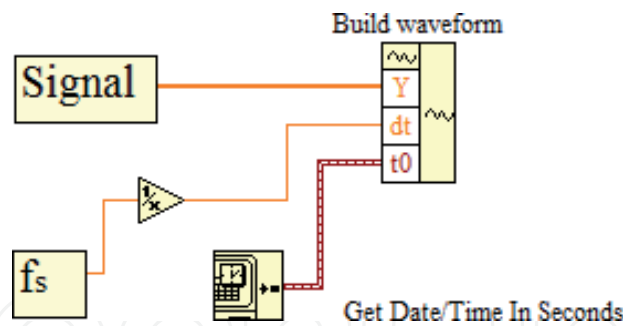 Build waveform
Signal
Y
dt
t0
1/x
fs
Get Date/Time In Seconds